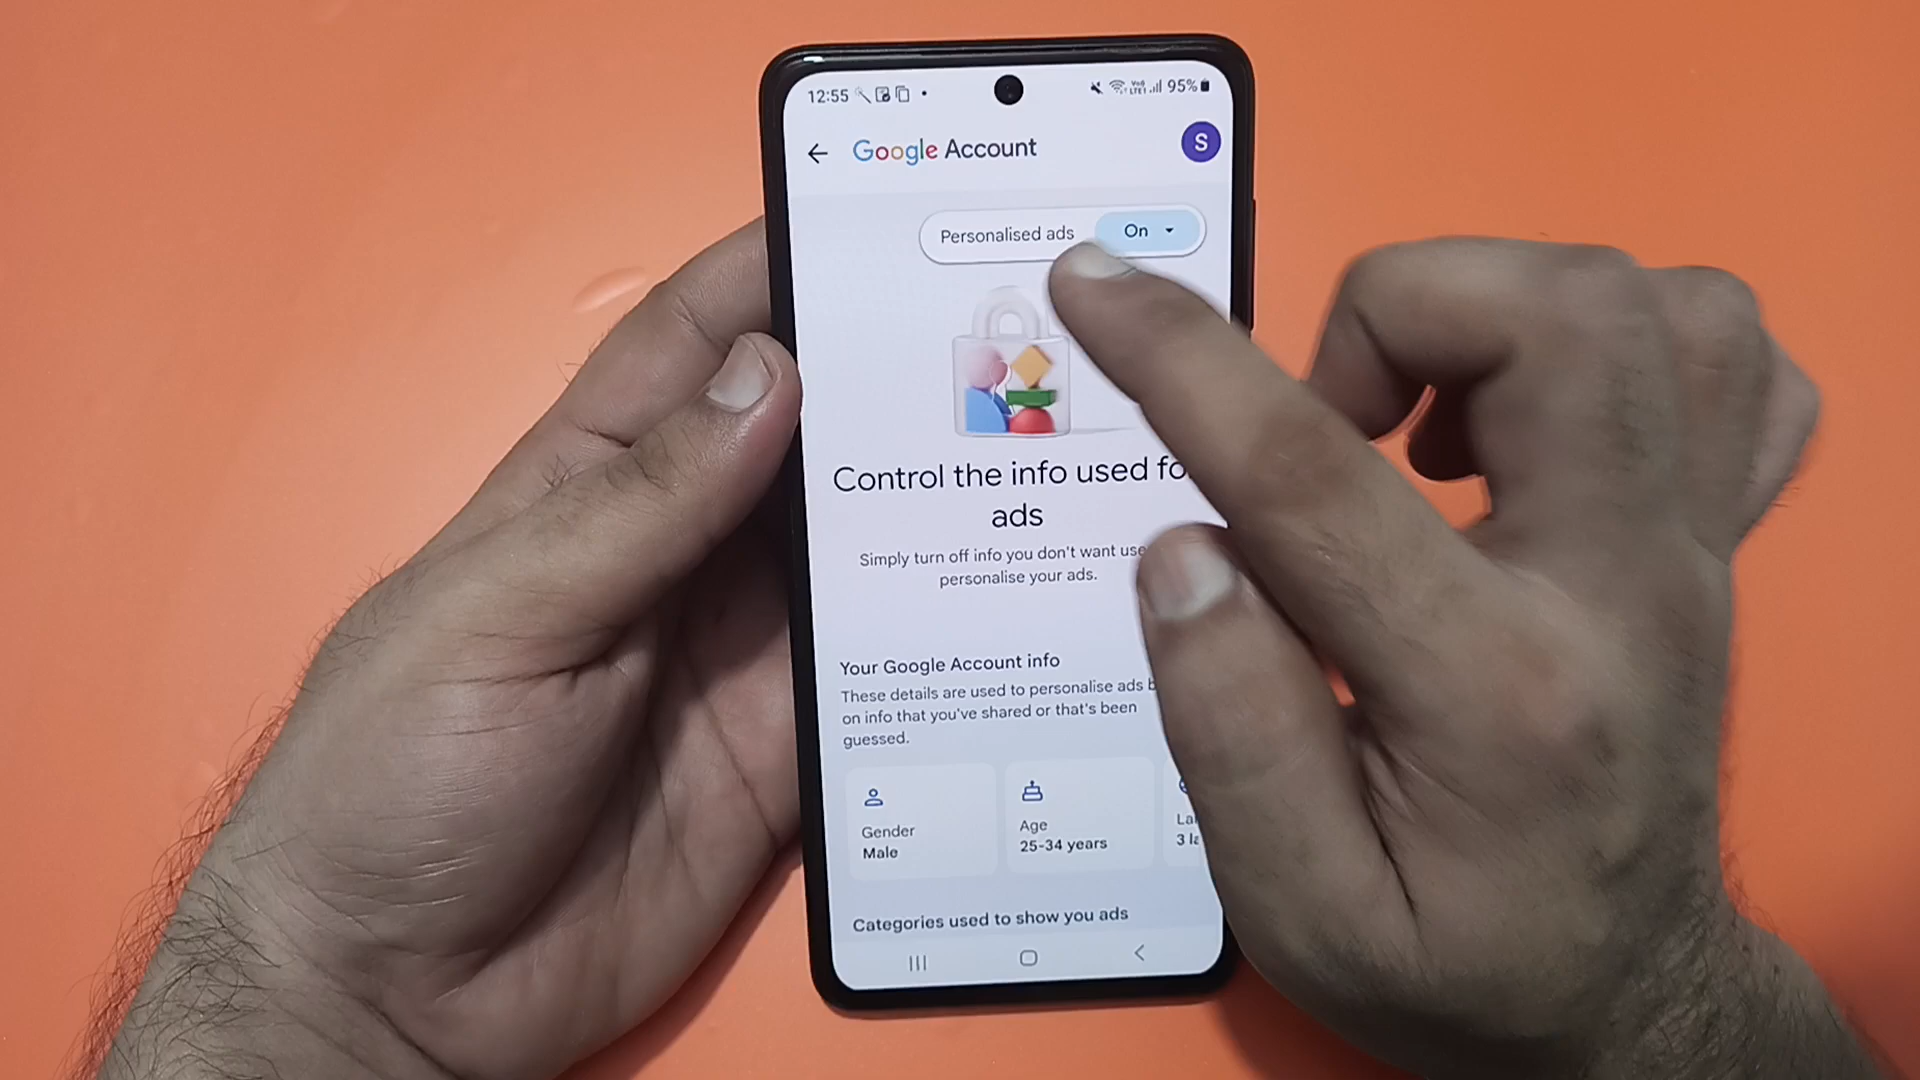 12:55
95%
Google Account
S
Personalised ads
On
Control the info used
ads
Simply turn off info you don't want
personalise your ads.
Your Google Account info
These details are used to personalise ads
on info that you've shared or that's been
guessed.
Gender
Male
Age
25-34 years
3
Categories used to show you ads